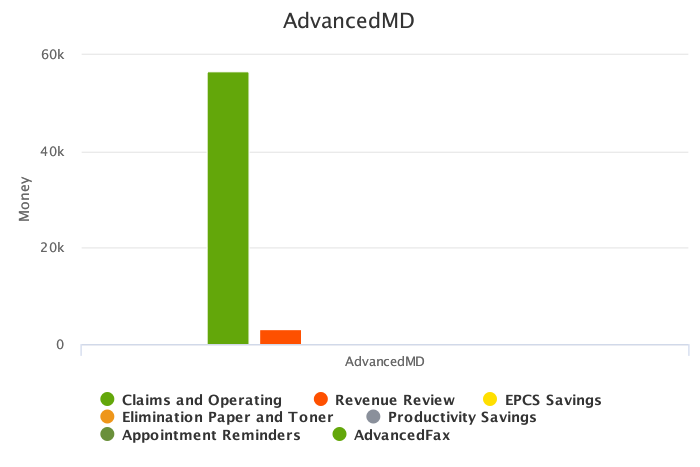 AdvancedMD
60k
40k
20k
0
Money
AdvancedMD
Claims and Operating Revenue Review EPCS Savings
Elimination Paper and Toner Productivity Savings
Appointment Reminders AdvancedFax